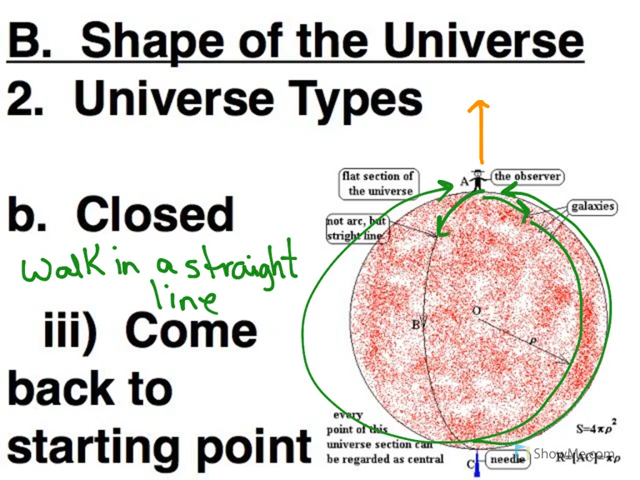 B. Shape of the Universe
2. Universe Types
b. Closed
walk in a straight
line
iii) Come
back to
starting point
flat section of
the universe
A
the observer
galaxies
not arc, but
stright line
B
O
ρ
every
point of this
universe section can
be regarded as central
S=4πρ²
C
needle
ShowMe.com
R=[AC]=πρ